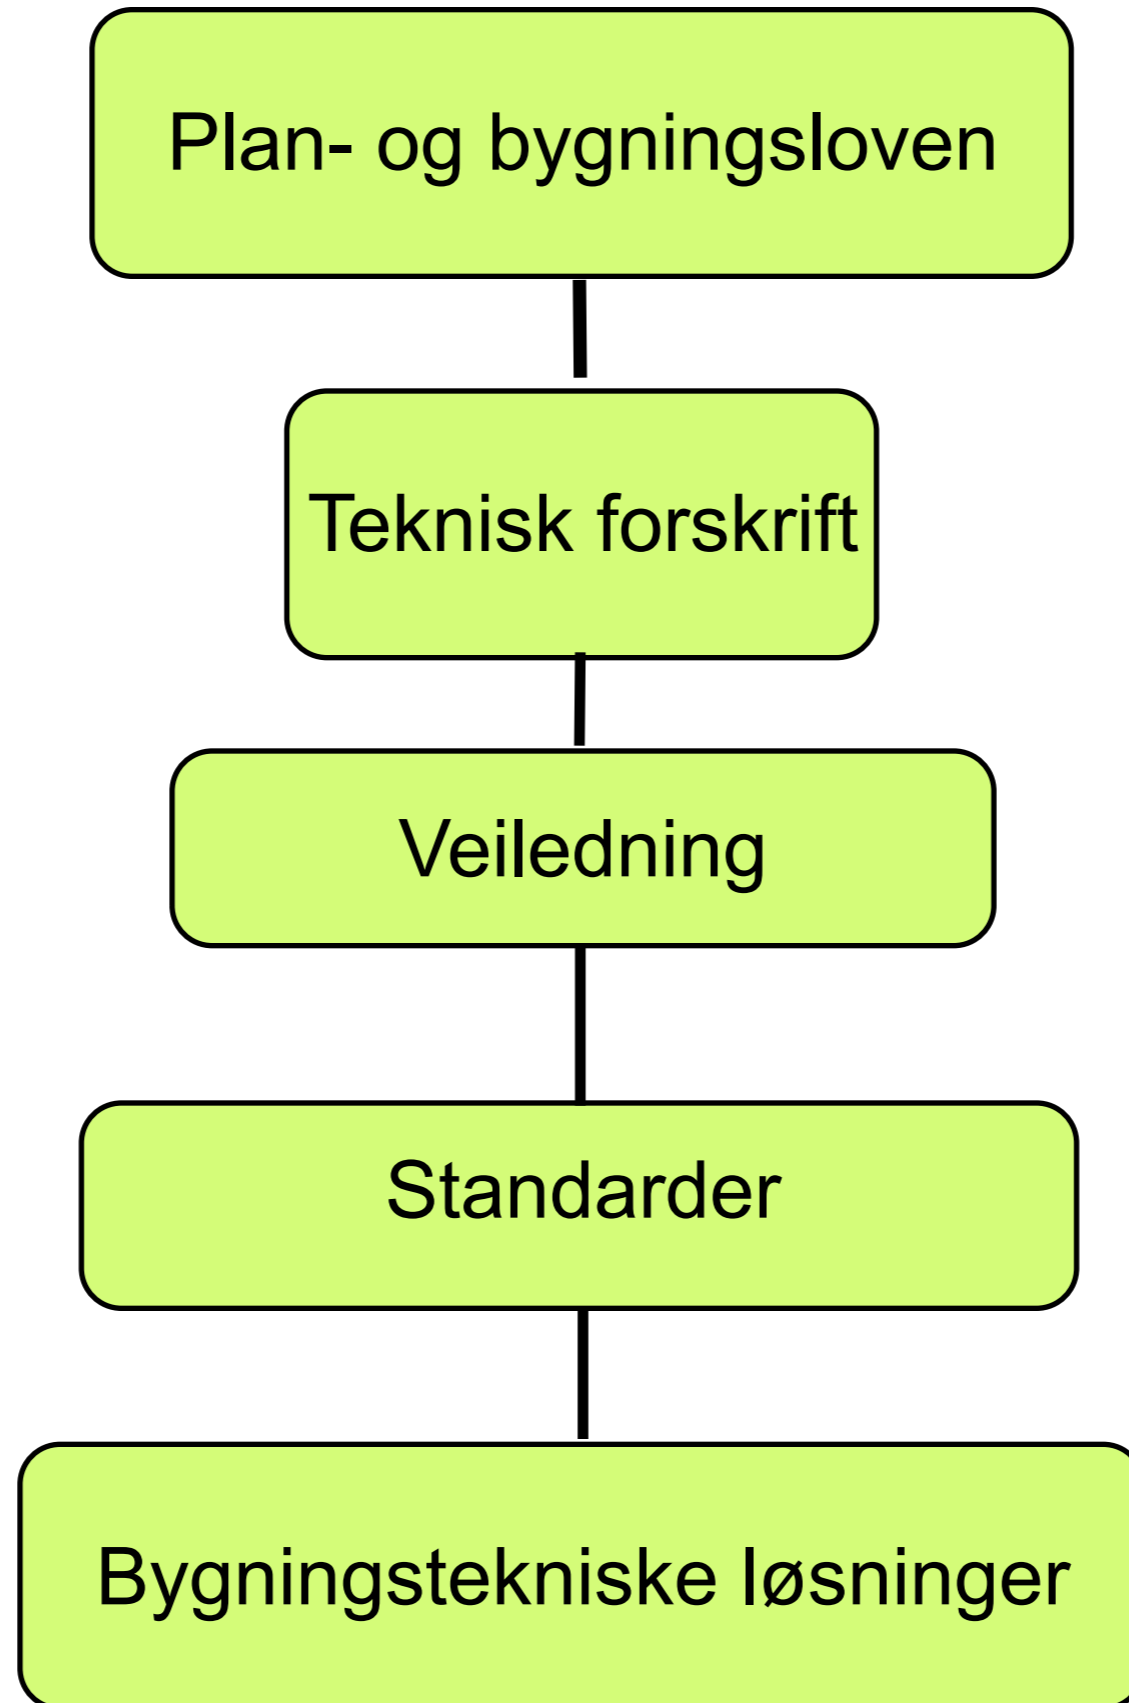 Plan- og bygningsloven
Teknisk forskrift
Veiledning
Standarder
Bygningstekniske løsninger